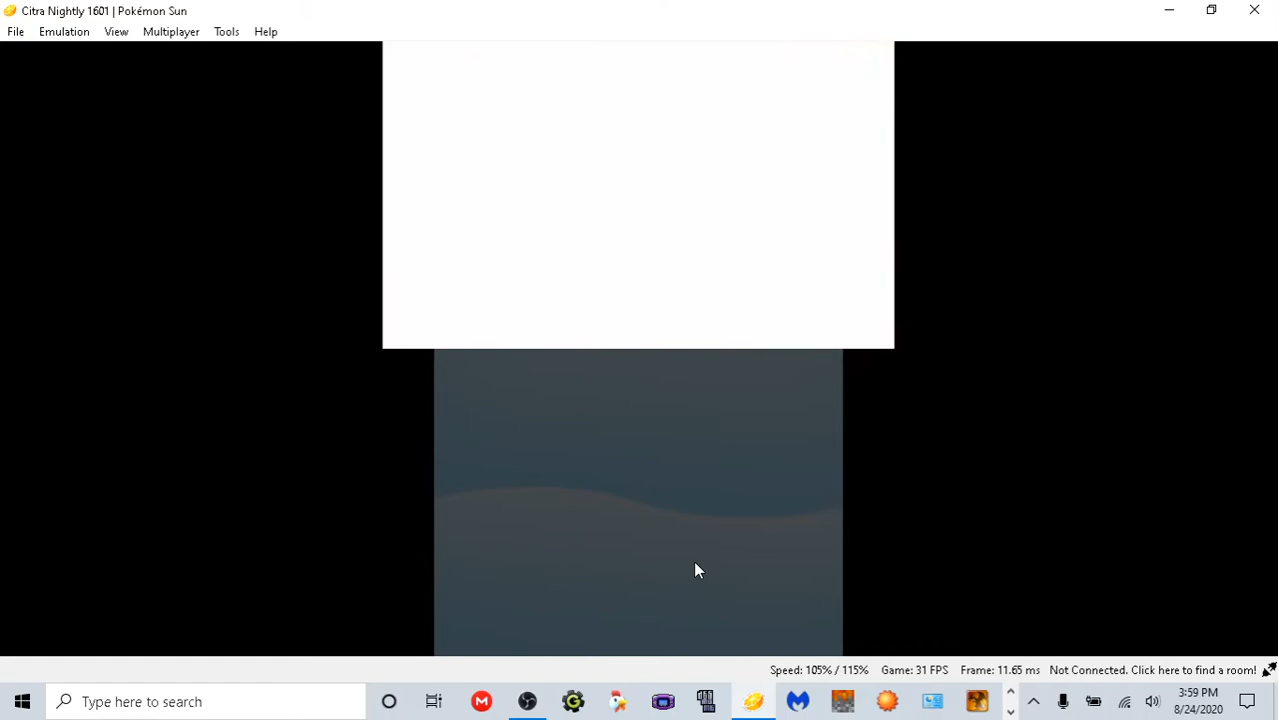 Citra Nightly 1601 | Pokémon Sun
File Emulation View Multiplayer Tools Help
Speed: 105% / 115% Game: 31 FPS Frame: 11.65 ms Not Connected. Click here to find a room!
Type here to search
3:59 PM
8/24/2020